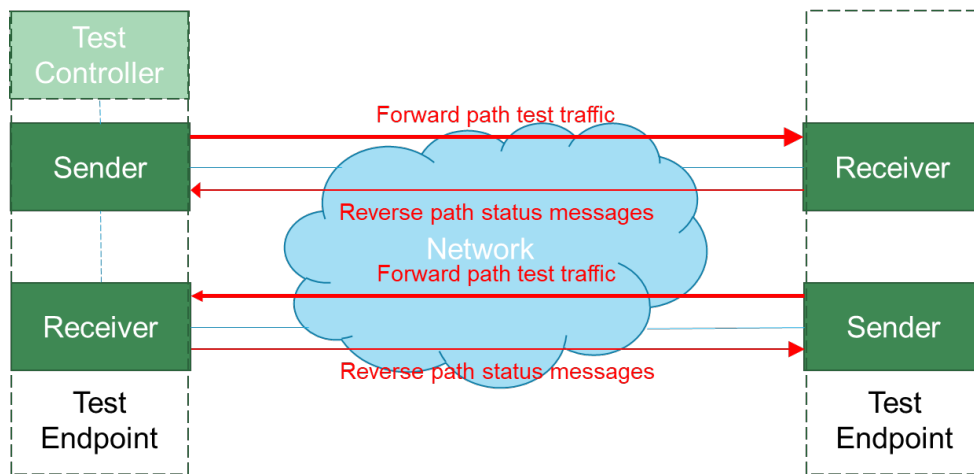 Test
Controller
Forward path test traffic
Sender
Receiver
Reverse path status messages
Network
Forward path test traffic
Receiver
Sender
Reverse path status messages
Test
Endpoint
Test
Endpoint